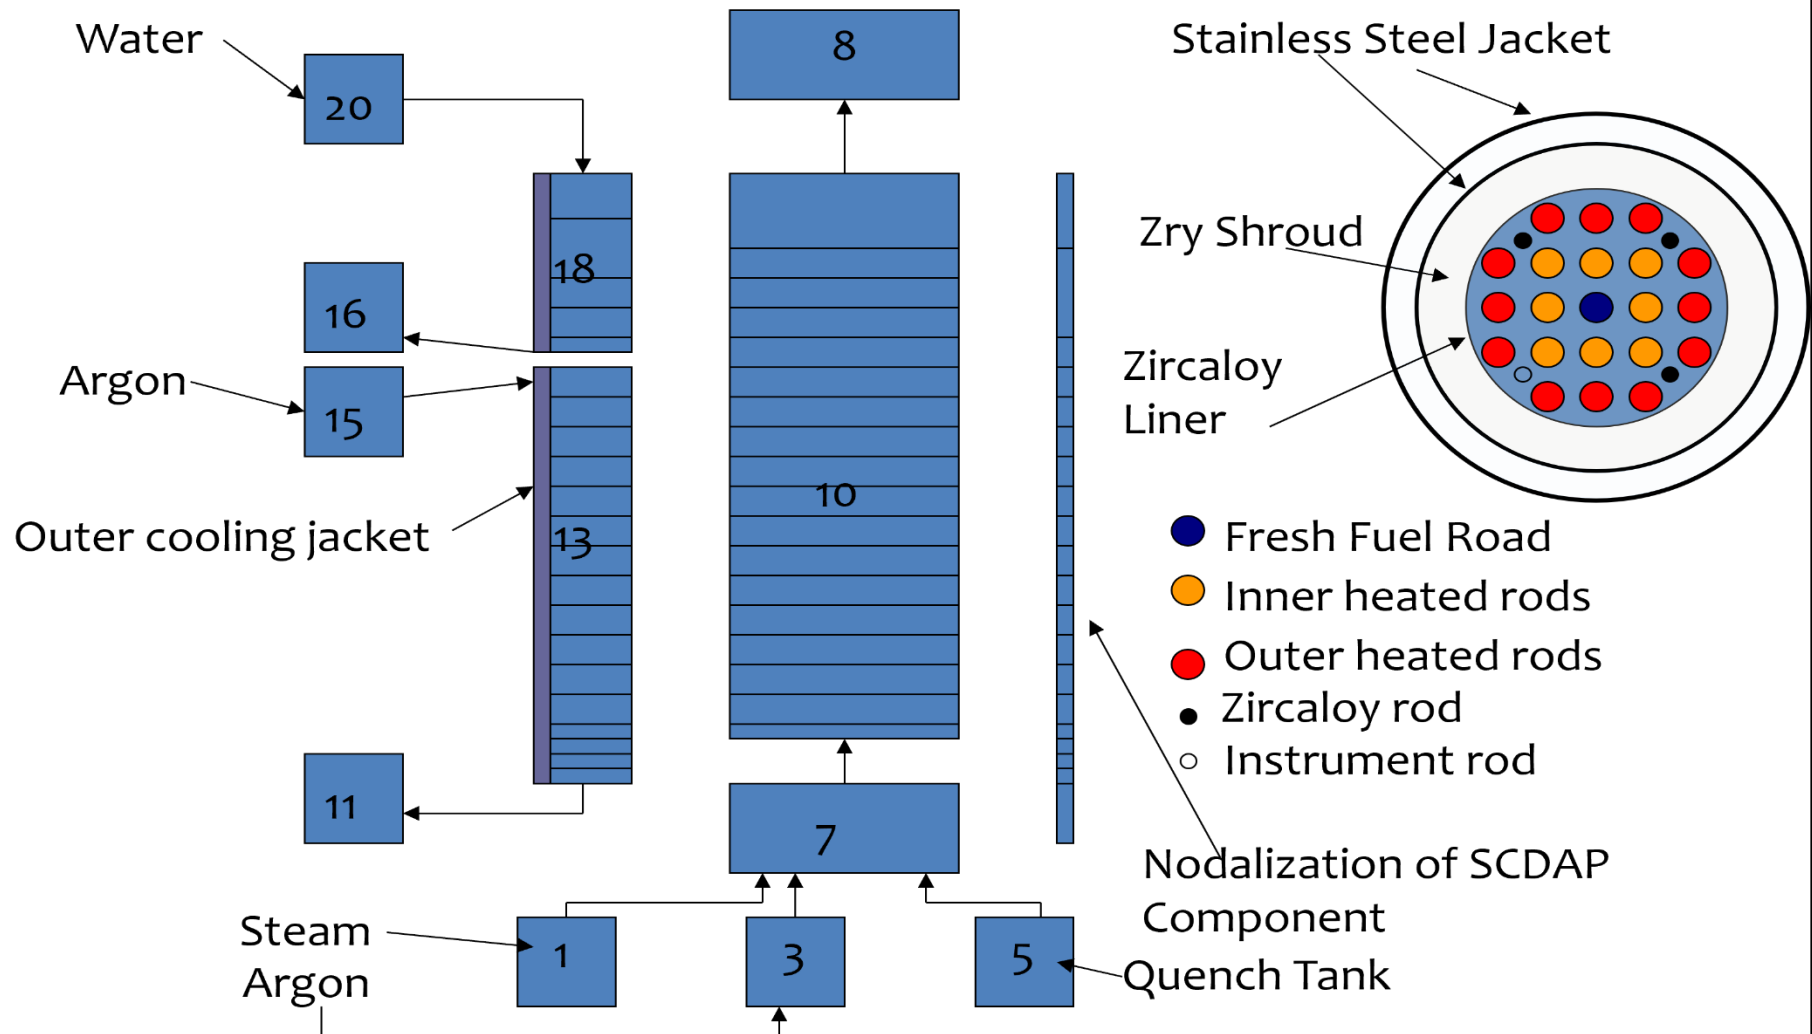 Water
20
8
Stainless Steel Jacket
18
Zry Shroud
16
Argon
15
Zircaloy
Liner
10
Outer cooling jacket
13
Fresh Fuel Road
Inner heated rods
Outer heated rods
Zircaloy rod
Instrument rod
11
7
Nodalization of SCDAP
Component
Steam
Argon
1
3
5
Quench Tank